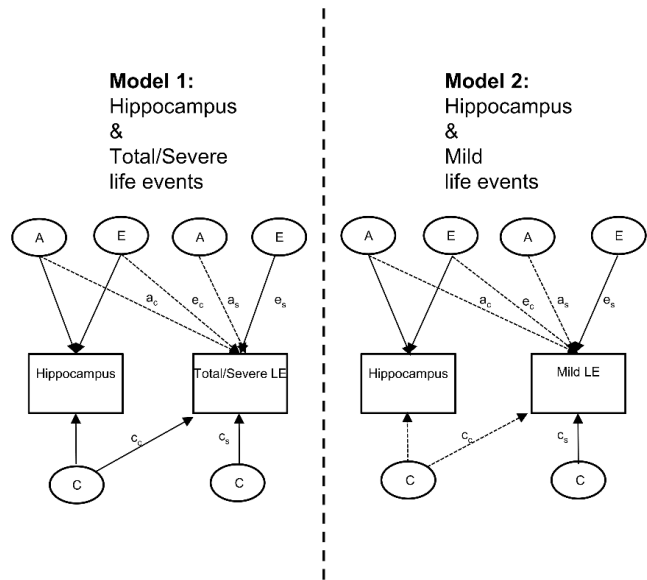 Model 1:
Hippocampus
&
Total/Severe
life events
A
E
A
E
a_c
e_c
a_s
e_s
Hippocampus
Total/Severe LE
c_c
c_s
C
C
Model 2:
Hippocampus
&
Mild
life events
A
E
A
E
a_c
e_c
a_s
e_s
Hippocampus
Mild LE
c_c
c_s
C
C